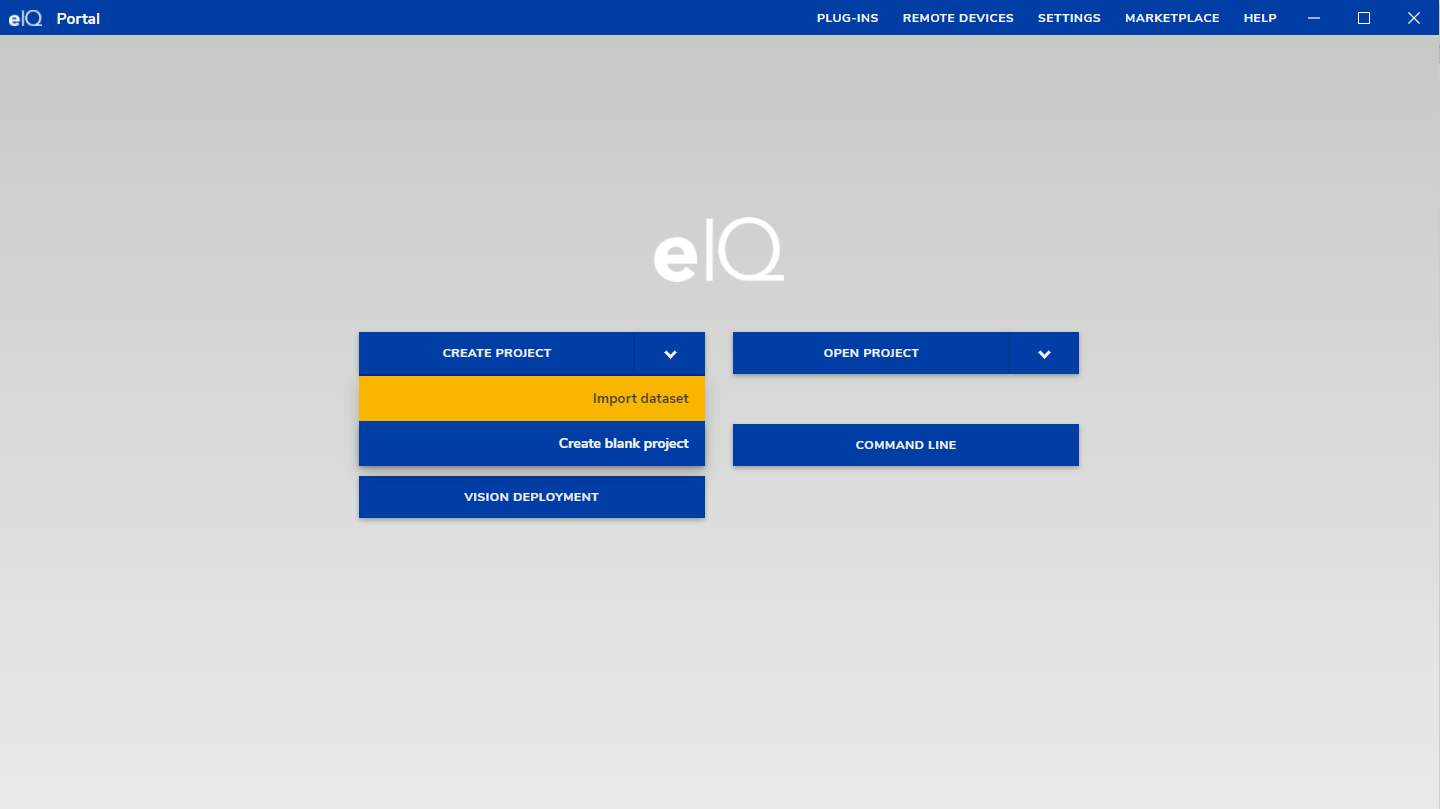 eIQ Portal
PLUG-INS REMOTE DEVICES SETTINGS MARKETPLACE HELP
eIQ
CREATE PROJECT
OPEN PROJECT
Import dataset
Create blank project
COMMAND LINE
VISION DEPLOYMENT